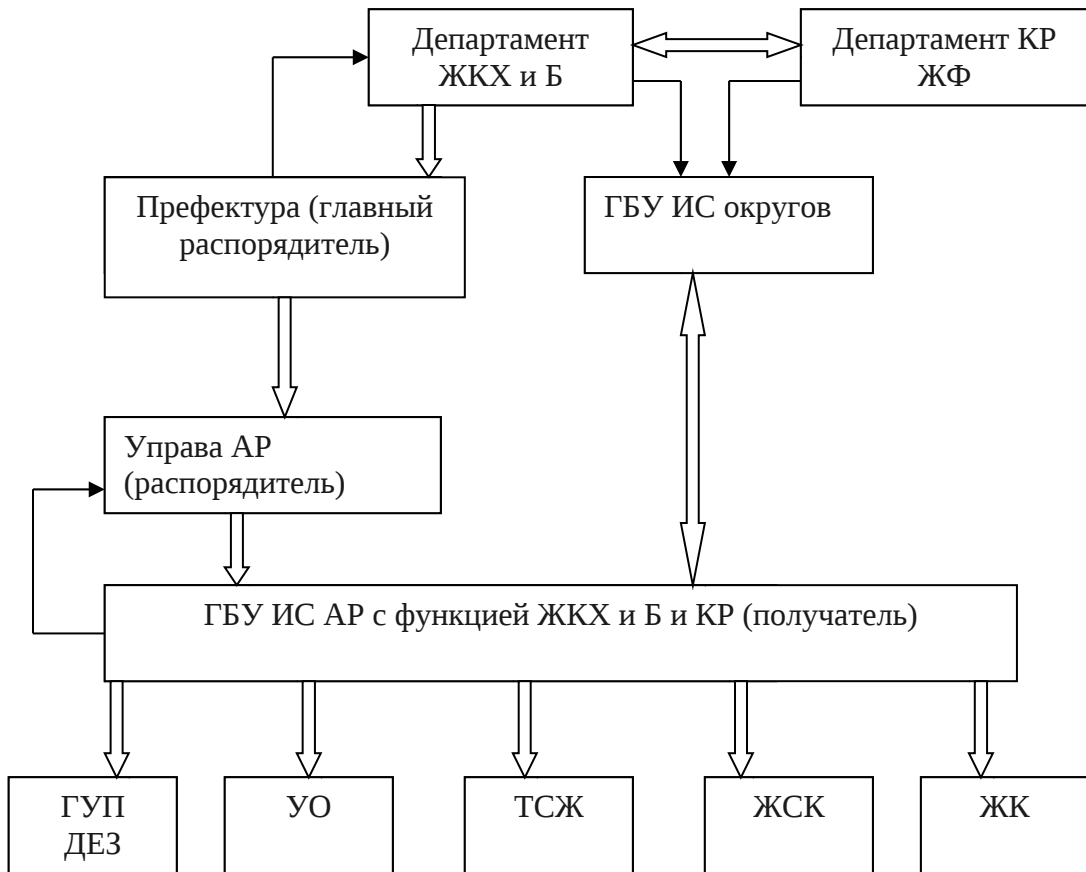 Департамент
ЖКХ и Б
Департамент КР
ЖФ
Префектура (главный
распорядитель)
ГБУ ИС округов
Управа АР
(распорядитель)
ГБУ ИС АР с функцией ЖКХ и Б и КР (получатель)
ГУП
ДЕЗ
УО
ТСЖ
ЖСК
ЖК